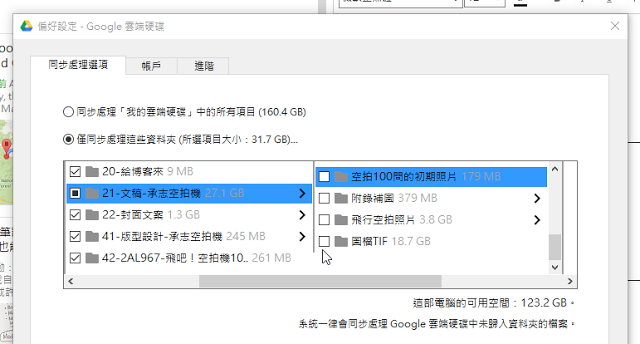 偏好設定 - Google 雲端硬碟
同步處理選項
帳戶
進階
同步處理「我的雲端硬碟」中的所有項目 (160.4 GB)
僅同步處理這些資料夾 (所選項目大小：31.7 GB)...
20-給博客來 9 MB
21-文稿-承志空拍機 27.1 GB
22-封面文案 1.3 GB
41-版型設計-承志空拍機 245 MB
42-2AL967-飛吧！空拍機10.. 261 MB
空拍100問的初期照片 179 MB
附錄補圖 379 MB
飛行空拍照片 3.8 GB
圖檔TIF 18.7 GB
這部電腦的可用空間：123.2 GB。
系統一律會同步處理 Google 雲端硬碟中未歸入資料夾的檔案。